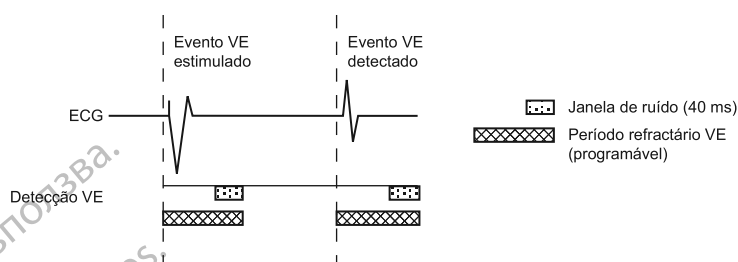 Evento VE
estimulado
Evento VE
detectado
ECG
Janela de ruído (40 ms)
Período refractário VE
(programável)
Detecção VE